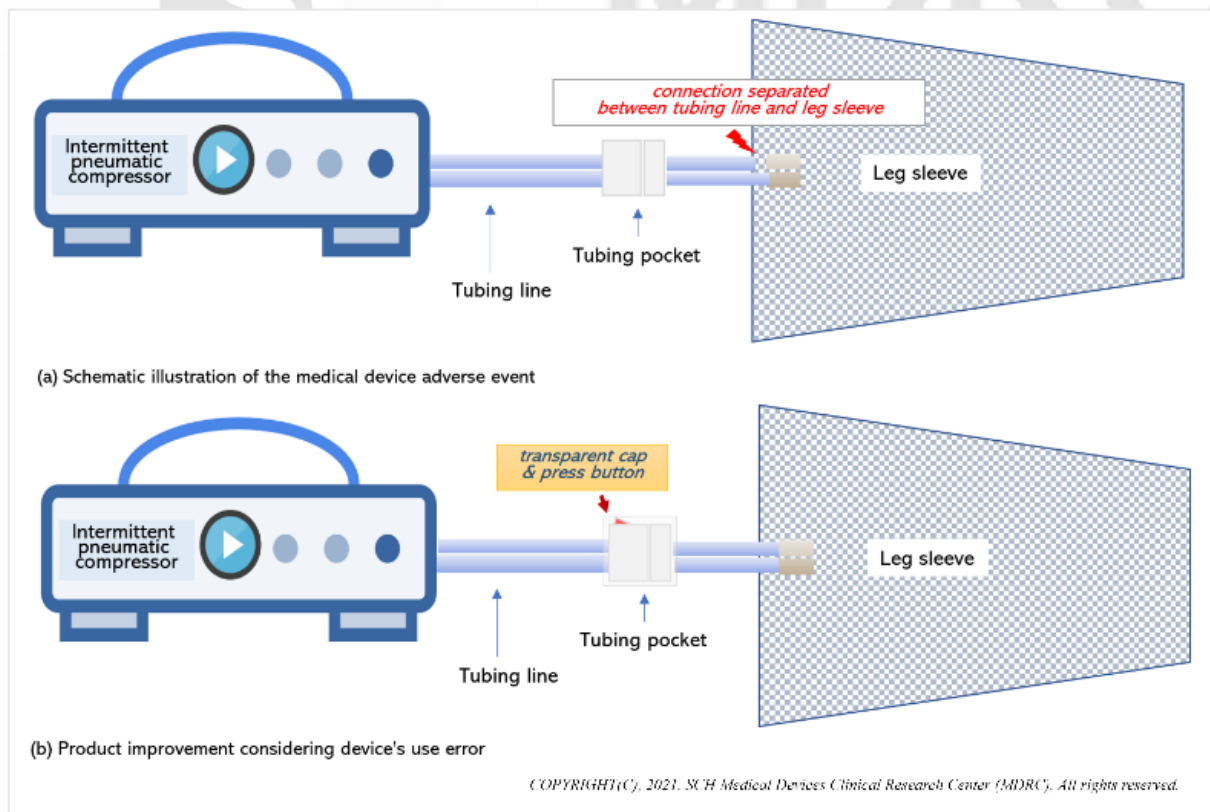 connection separated
between tubing line and leg sleeve
Intermittent
pneumatic
compressor
Leg sleeve
Tubing pocket
Tubing line
(a) Schematic illustration of the medical device adverse event
transparent cap
& press button
Intermittent
pneumatic
compressor
Leg sleeve
Tubing pocket
Tubing line
(b) Product improvement considering device's use error
COPYRIGHT(C), 2021. SCH Medical Devices Clinical Research Center (MDRC). All rights reserved.